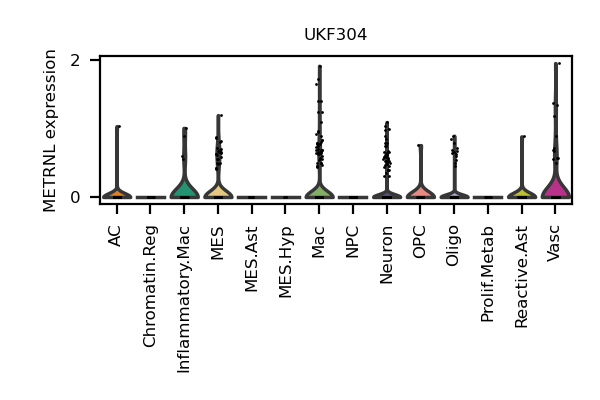 UKF304
METRNL expression
2
0
AC
Chromatin.Reg
Inflammatory.Mac
MES
MES.Ast
MES.Hyp
Mac
NPC
Neuron
OPC
Oligo
Prolif.Metab
Reactive.Ast
Vasc